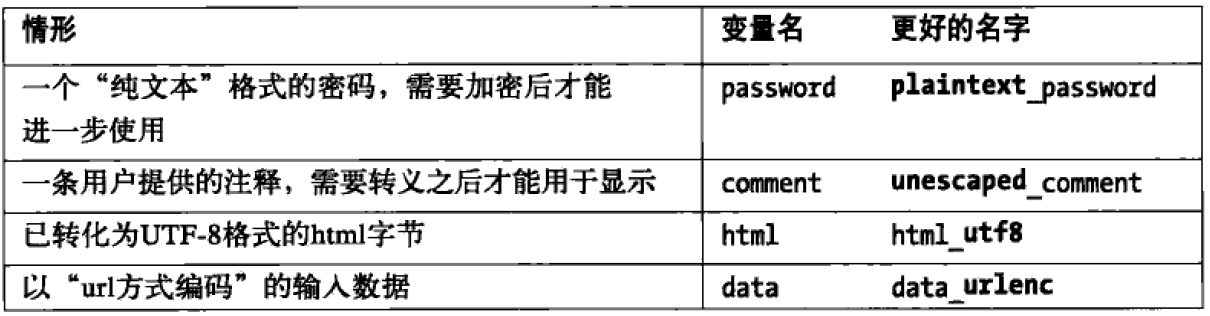 情形 变量名 更好的名字
一个“纯文本”格式的密码，需要加密后才能 password plaintext_password
进一步使用
一条用户提供的注释，需要转义之后才能用于显示 comment unescaped_comment
已转化为UTF-8格式的html字节 html html_utf8
以“url方式编码”的输入数据 data data_urlenc